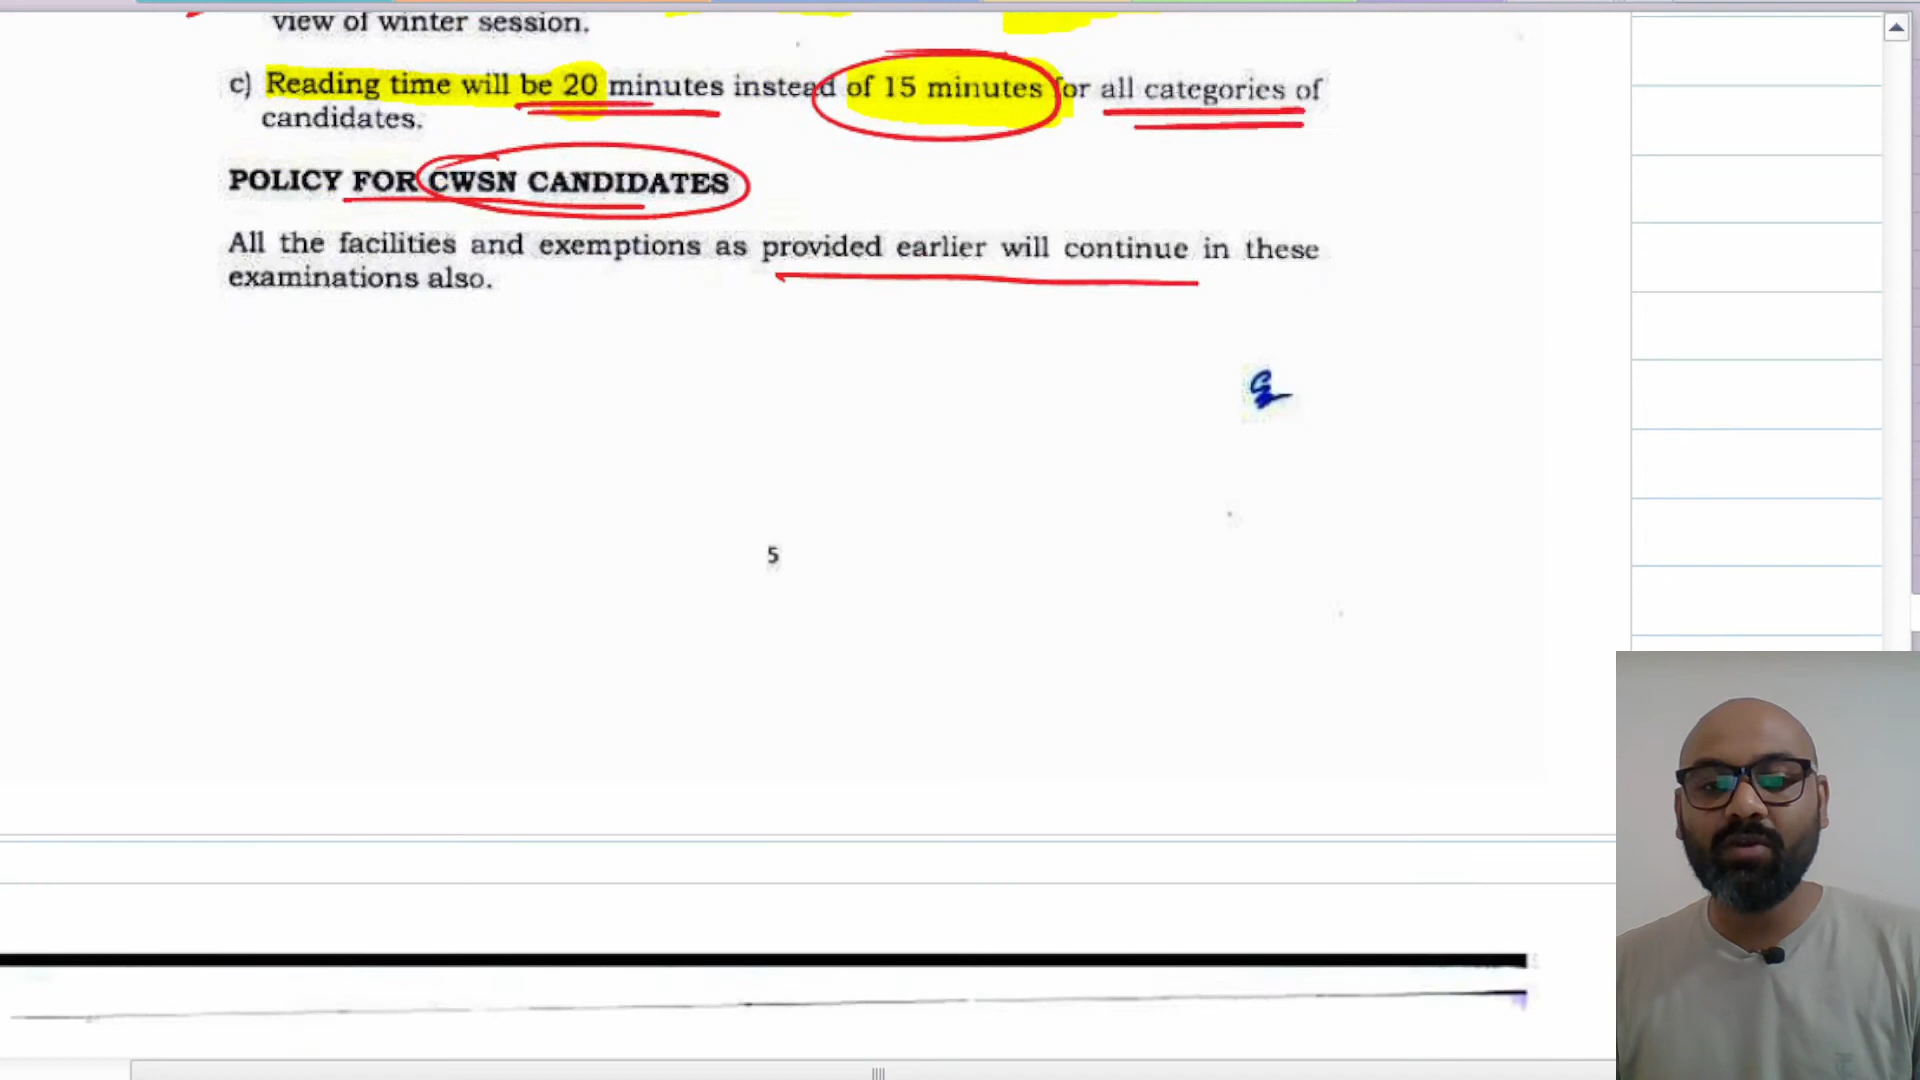 view of winter session.
c) Reading time will be 20 minutes instead of 15 minutes for all categories of
candidates.
POLICY FOR CWSN CANDIDATES
All the facilities and exemptions as provided earlier will continue in these
examinations also.
5